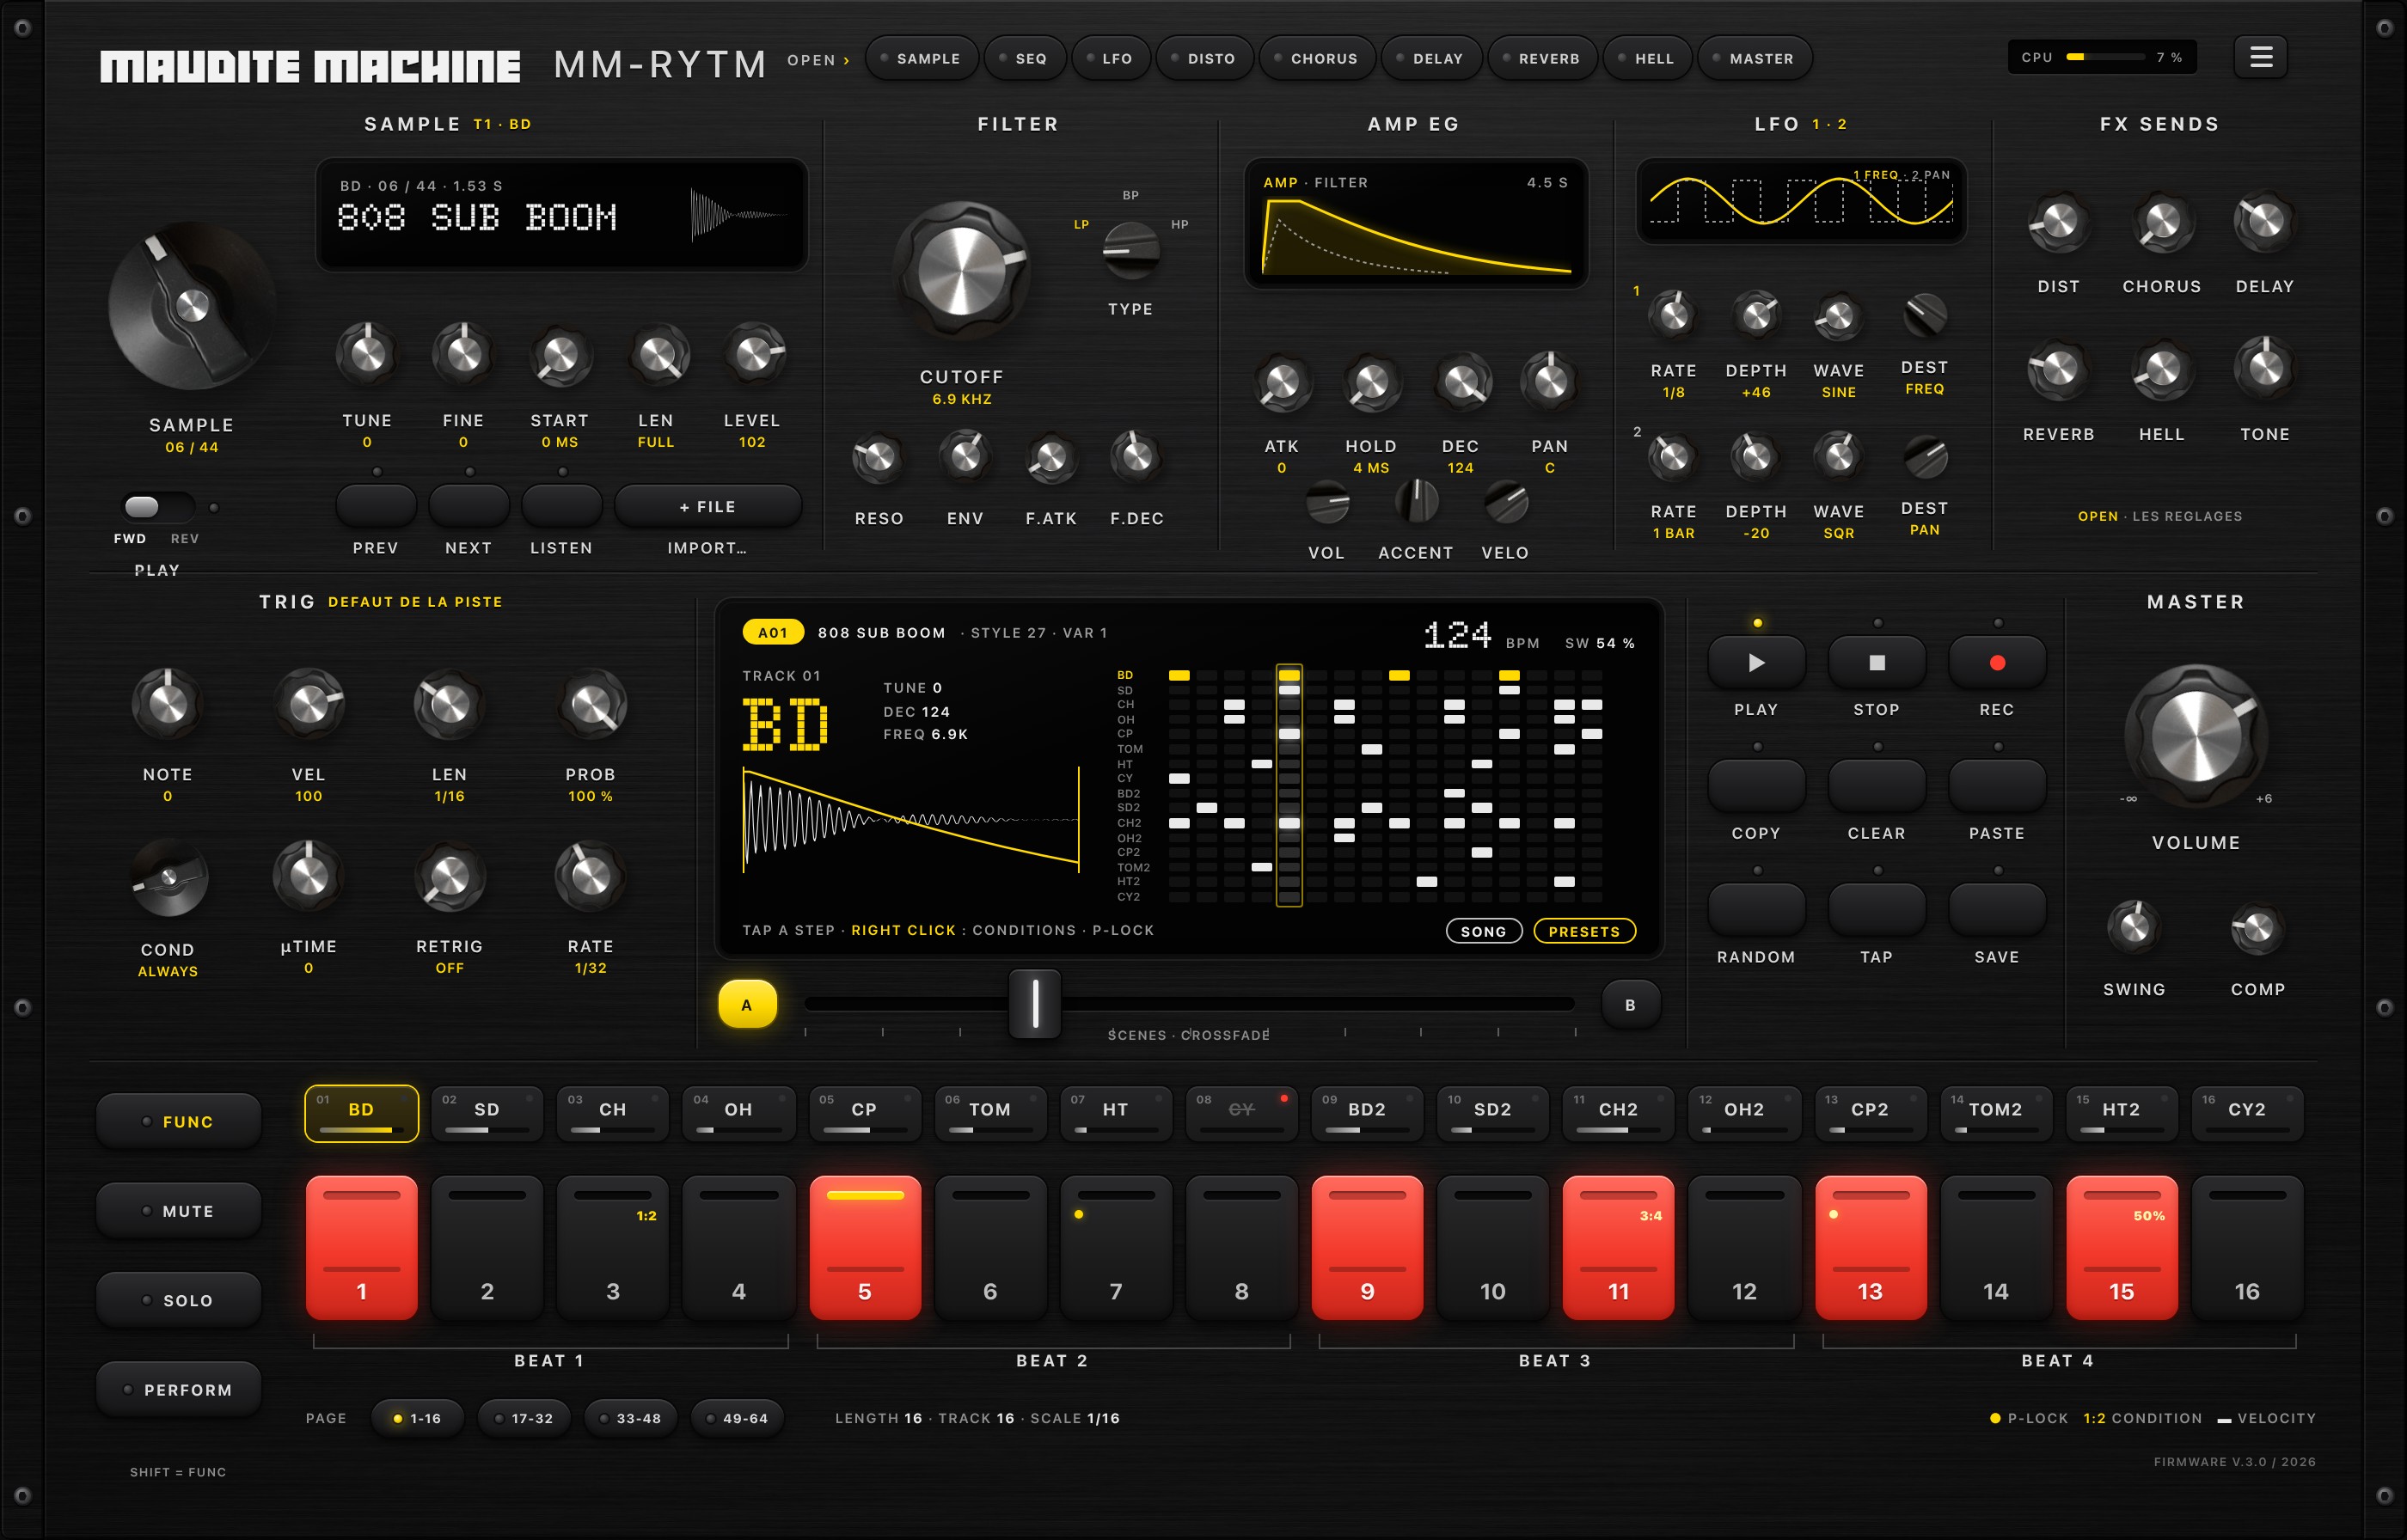 MAUDITE MACHINE MM-RYTM OPEN › SAMPLE SEQ LFO DISTO CHORUS DELAY REVERB HELL MASTER CPU 7 %
SAMPLE T1 · BD
BD · 06 / 44 · 1.53 S
808 SUB BOOM
SAMPLE
06 / 44
TUNE FINE START LEN LEVEL
0 0 0 MS FULL 102
FWD REV
PLAY
+ FILE
PREV NEXT LISTEN IMPORT...
FILTER
BP
LP HP
TYPE
CUTOFF
6.9 KHZ
RESO ENV F.ATK F.DEC
AMP EG
AMP · FILTER 4.5 S
ATK HOLD DEC PAN
0 4 MS 124 C
VOL ACCENT VELO
LFO 1 · 2
1 FREQ · 2 PAN
1
RATE DEPTH WAVE DEST
1/8 +46 SINE FREQ
2
RATE DEPTH WAVE DEST
1 BAR -20 SQR PAN
FX SENDS
DIST CHORUS DELAY
REVERB HELL TONE
OPEN · LES REGLAGES
TRIG DEFAUT DE LA PISTE
NOTE VEL LEN PROB
0 100 1/16 100 %
COND µTIME RETRIG RATE
ALWAYS 0 OFF 1/32
A01 808 SUB BOOM · STYLE 27 · VAR 1 124 BPM SW 54 %
TRACK 01
BD
TUNE 0
DEC 124
FREQ 6.9K
BD
SD
CH
OH
CP
TOM
HT
CY
BD2
SD2
CH2
OH2
CP2
TOM2
HT2
CY2
TAP A STEP · RIGHT CLICK : CONDITIONS · P-LOCK SONG PRESETS
A B
SCENES · CROSSFADE
PLAY STOP REC
COPY CLEAR PASTE
RANDOM TAP SAVE
MASTER
-∞ +6
VOLUME
SWING COMP
FUNC
MUTE
SOLO
PERFORM
SHIFT = FUNC
01 BD 02 SD 03 CH 04 OH 05 CP 06 TOM 07 HT 08 CY 09 BD2 10 SD2 11 CH2 12 OH2 13 CP2 14 TOM2 15 HT2 16 CY2
1:2 3:4 50%
1 2 3 4 5 6 7 8 9 10 11 12 13 14 15 16
BEAT 1 BEAT 2 BEAT 3 BEAT 4
PAGE 1-16 17-32 33-48 49-64 LENGTH 16 · TRACK 16 · SCALE 1/16 P-LOCK 1:2 CONDITION VELOCITY
FIRMWARE V.3.0 / 2026